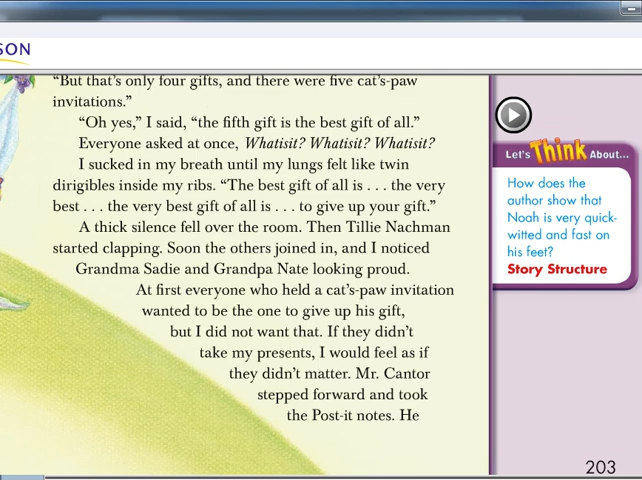 SON
“But that’s only four gifts, and there were five cat’s-paw
invitations.”
“Oh yes,” I said, “the fifth gift is the best gift of all.”
Everyone asked at once, Whatisit? Whatisit? Whatisit?
I sucked in my breath until my lungs felt like twin
dirigibles inside my ribs. “The best gift of all is . . . the very
best . . . the very best gift of all is . . . to give up your gift.”
A thick silence fell over the room. Then Tillie Nachman
started clapping. Soon the others joined in, and I noticed
Grandma Sadie and Grandpa Nate looking proud.
At first everyone who held a cat’s-paw invitation
wanted to be the one to give up his gift,
but I did not want that. If they didn’t
take my presents, I would feel as if
they didn’t matter. Mr. Cantor
stepped forward and took
the Post-it notes. He
Let’s Think About...
How does the
author show that
Noah is very quick-
witted and fast on
his feet?
Story Structure
203